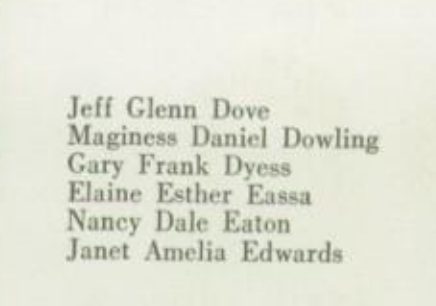 Jeff Glenn Dove
Maginess Daniel Dowling
Gary Frank Dyess
Elaine Esther Eassa
Nancy Dale Eaton
Janet Amelia Edwards